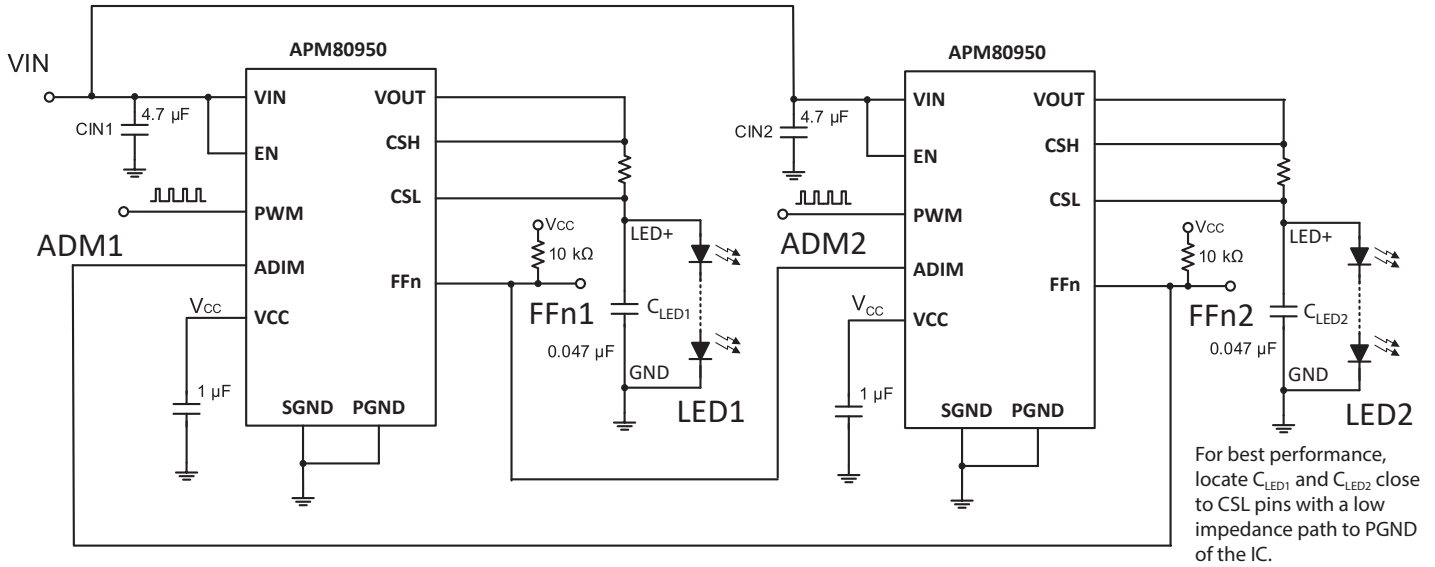 VIN
APM80950
VIN
VOUT
4.7 µF
CIN1
CSH
EN
CSL
PWM
ADM1
ADIM
VCC
10 kΩ
LED+
FFn
FFn1
VCC
VCC
CLED1
0.047 µF
GND
1 µF
SGND PGND
LED1
APM80950
VIN
VOUT
4.7 µF
CIN2
CSH
EN
CSL
PWM
ADM2
ADIM
VCC
10 kΩ
LED+
FFn
FFn2
VCC
VCC
CLED2
0.047 µF
GND
1 µF
SGND PGND
LED2
For best performance,
locate CLED1 and CLED2 close
to CSL pins with a low
impedance path to PGND
of the IC.